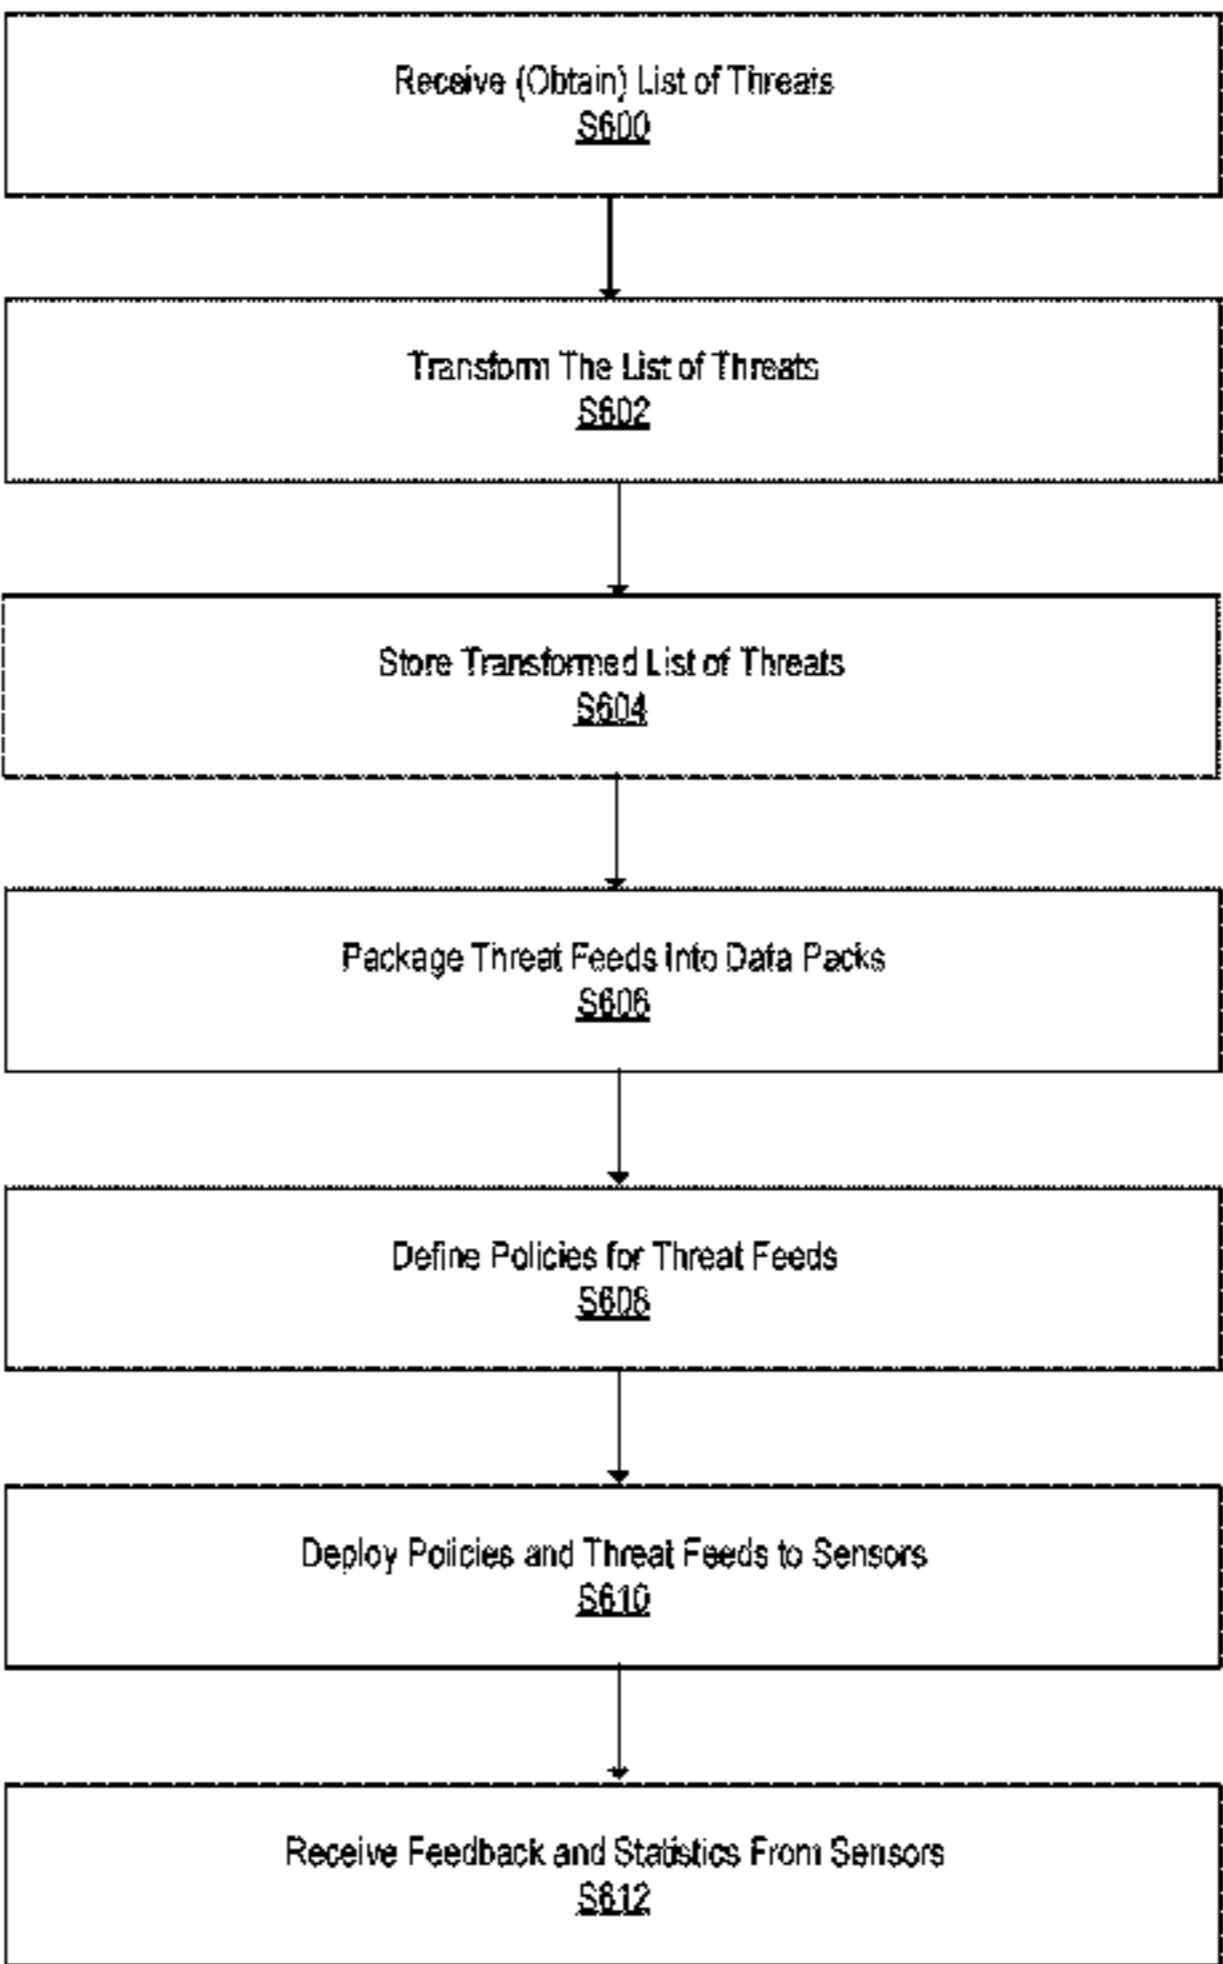 Receive (Obtain) List of Threats
S600
Transform The List of Threats
S602
Store Transformed List of Threats
S604
Package Threat Feeds Into Data Packs
S606
Define Policies for Threat Feeds
S608
Deploy Policies and Threat Feeds to Sensors
S610
Receive Feedback and Statistics From Sensors
S612